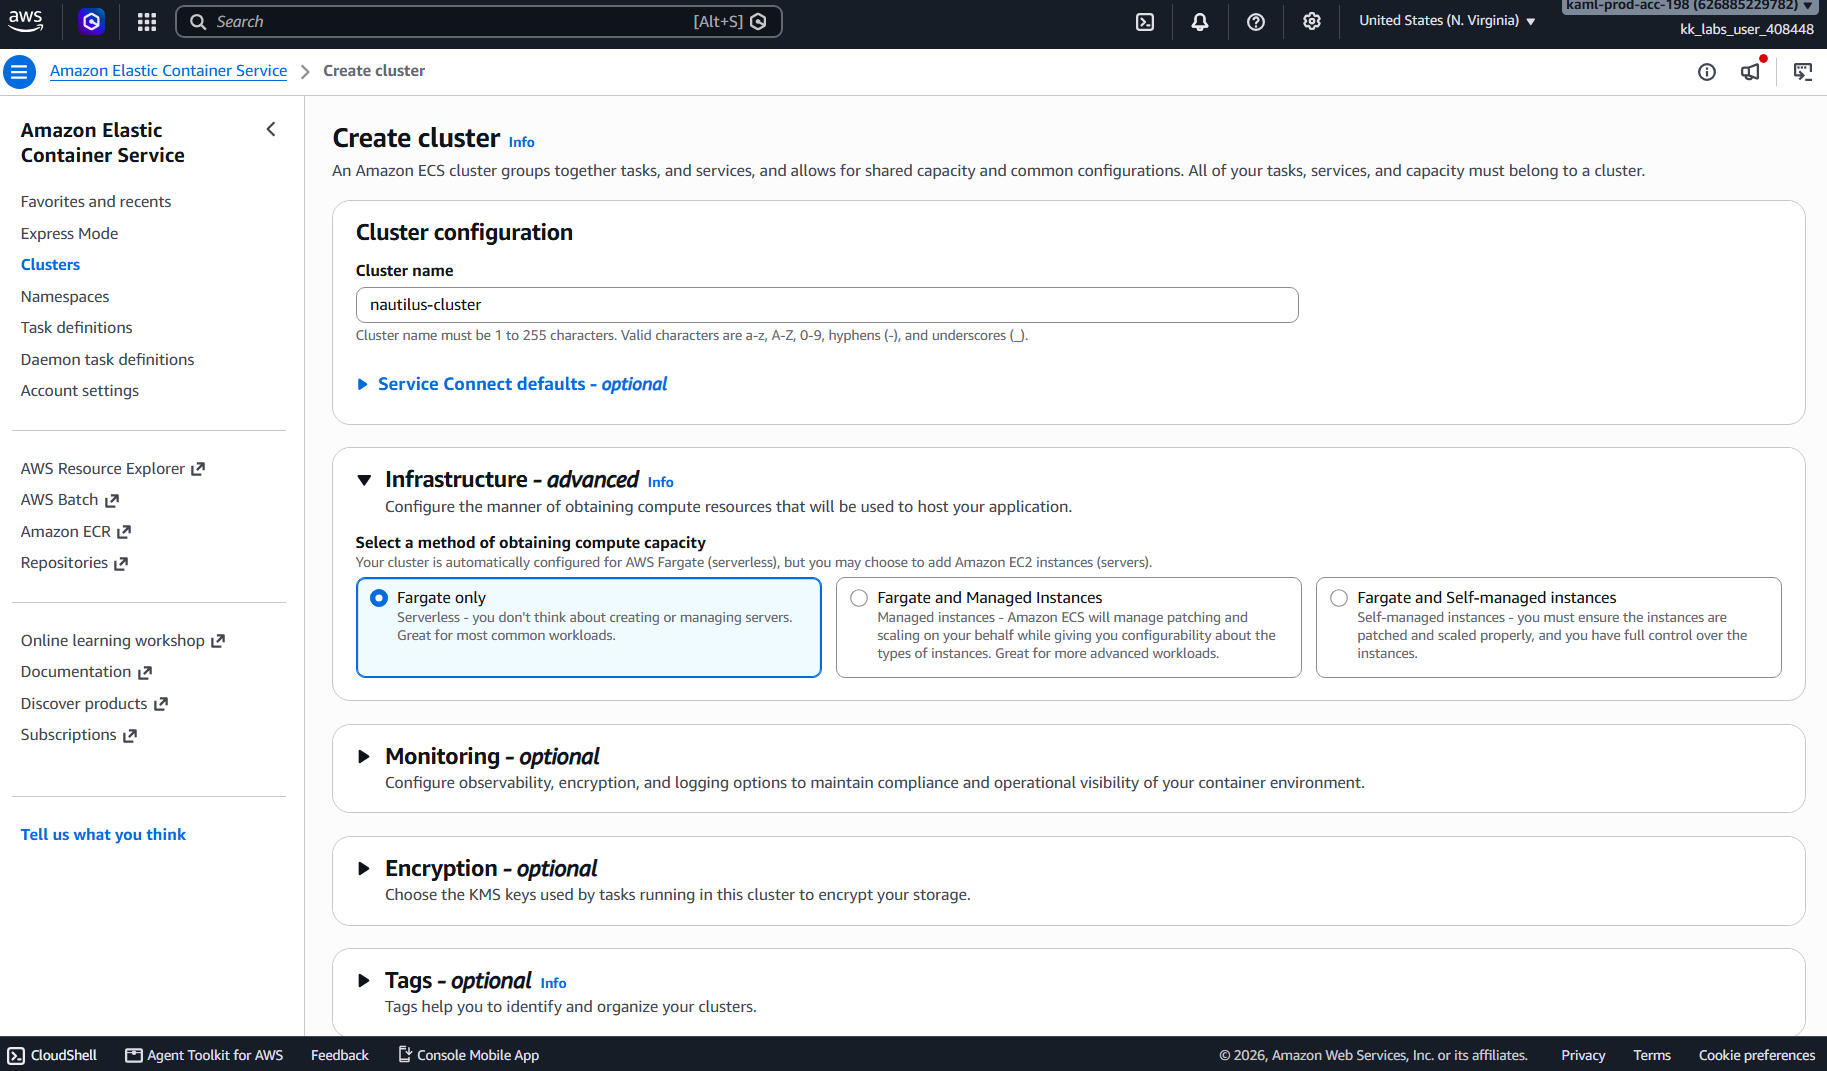 aws
Search
[Alt+S]
United States (N. Virginia)
kaml-prod-acc-198 (626885229782)
kk_labs_user_408448
Amazon Elastic Container Service
Create cluster
Amazon Elastic
Container Service
Favorites and recents
Express Mode
Clusters
Namespaces
Task definitions
Daemon task definitions
Account settings
AWS Resource Explorer
AWS Batch
Amazon ECR
Repositories
Online learning workshop
Documentation
Discover products
Subscriptions
Tell us what you think
Create cluster Info
An Amazon ECS cluster groups together tasks, and services, and allows for shared capacity and common configurations. All of your tasks, services, and capacity must belong to a cluster.
Cluster configuration
Cluster name
nautilus-cluster
Cluster name must be 1 to 255 characters. Valid characters are a-z, A-Z, 0-9, hyphens (-), and underscores (_).
Service Connect defaults - optional
Infrastructure - advanced Info
Configure the manner of obtaining compute resources that will be used to host your application.
Select a method of obtaining compute capacity
Your cluster is automatically configured for AWS Fargate (serverless), but you may choose to add Amazon EC2 instances (servers).
Fargate only
Serverless - you don't think about creating or managing servers.
Great for most common workloads.
Fargate and Managed Instances
Managed instances - Amazon ECS will manage patching and
scaling on your behalf while giving you configurability about the
types of instances. Great for more advanced workloads.
Fargate and Self-managed instances
Self-managed instances - you must ensure the instances are
patched and scaled properly, and you have full control over the
instances.
Monitoring - optional
Configure observability, encryption, and logging options to maintain compliance and operational visibility of your container environment.
Encryption - optional
Choose the KMS keys used by tasks running in this cluster to encrypt your storage.
Tags - optional Info
Tags help you to identify and organize your clusters.
CloudShell
Agent Toolkit for AWS
Feedback
Console Mobile App
© 2026, Amazon Web Services, Inc. or its affiliates.
Privacy
Terms
Cookie preferences